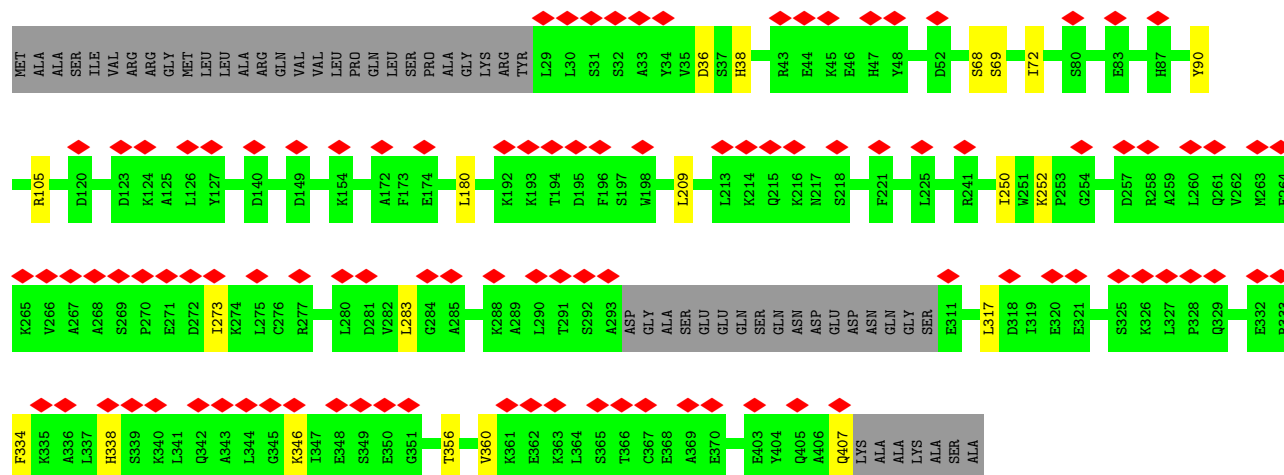 MET ALA ALA SER ILE VAL ARG ARG GLY MET LEU LEU ALA ARG GLN VAL VAL LEU PRO GLN LEU SER PRO ALA GLY LYS ARG TYR L29 L30 S31 S32 A33 Y34 V35 D36 S37 H38 R43 E44 K45 E46 H47 Y48 D52 S68 S69 I72 S80 E83 H87 Y90
R105 D120 D123 K124 A125 L126 Y127 D140 D149 K154 A172 F173 E174 L180 K192 K193 T194 D195 F196 S197 W198 L209 L213 K214 Q215 K216 N217 S218 F221 L225 R241 I250 W251 K252 P253 G254 D257 R258 A259 L260 Q261 V262 M263
K265 V266 A267 A268 S269 P270 E271 D272 I273 K274 L275 C276 R277 L280 D281 V282 L283 G284 A285 K288 A289 L290 T291 S292 A293 ASP GLY ALA SER GLU GLU GLN SER GLN ASN ASP GLU ASP ASN GLN GLY SER E311 L317 D318 I319 E320 E321 S325 K326 L327 P328 Q329 E332
F334 K335 A336 L337 H338 S339 K340 L341 Q342 A343 L344 G345 K346 I347 E348 S349 E350 G351 T356 V360 K361 E362 K363 L364 S365 T366 C367 E368 A369 E370 E403 Y404 Q405 A406 Q407 LYS ALA ALA LYS ALA SER ALA